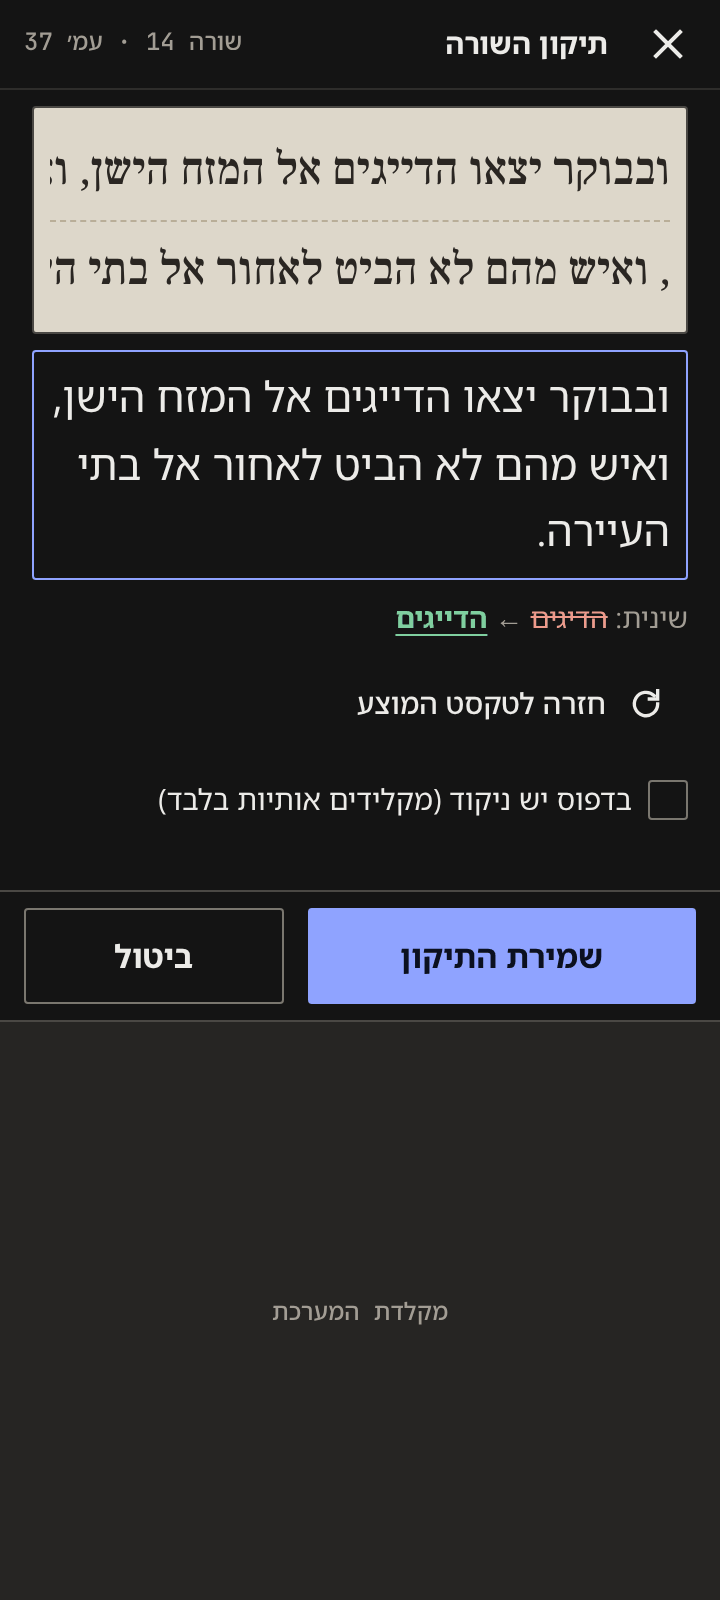 תיקון השורה
שורה 14 · עמ׳ 37
ובבוקר יצאו הדייגים אל המזח הישן,
, ואיש מהם לא הביט לאחור אל בתי
ובבוקר יצאו הדייגים אל המזח הישן,
ואיש מהם לא הביט לאחור אל בתי
העיירה.
שינית: הדיגים ← הדייגים
חזרה לטקסט המוצע
בדפוס יש ניקוד (מקלידים אותיות בלבד)
שמירת התיקון
ביטול
מקלדת המערכת